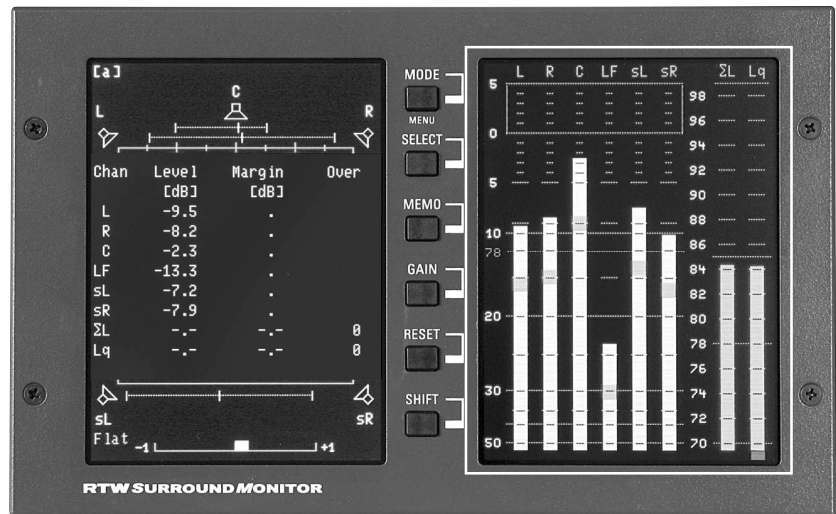 [a]
C
L R
Chan Level Margin Over
[dB] [dB]
L -9.5 .
R -8.2 .
C -2.3 .
LF -13.3 .
sL -7.2 .
sR -7.9 .
ΣL -.- -.- 0
Lq -.- -.- 0
sL sR
Flat -1 +1
MODE
MENU
SELECT
MEMO
GAIN
RESET
SHIFT
L R C LF sL sR ΣL Lq
5
98
96
0
94
92
5
90
88
10
86
78
84
82
20
80
78
76
30
74
72
50
70
RTW SURROUND MONITOR